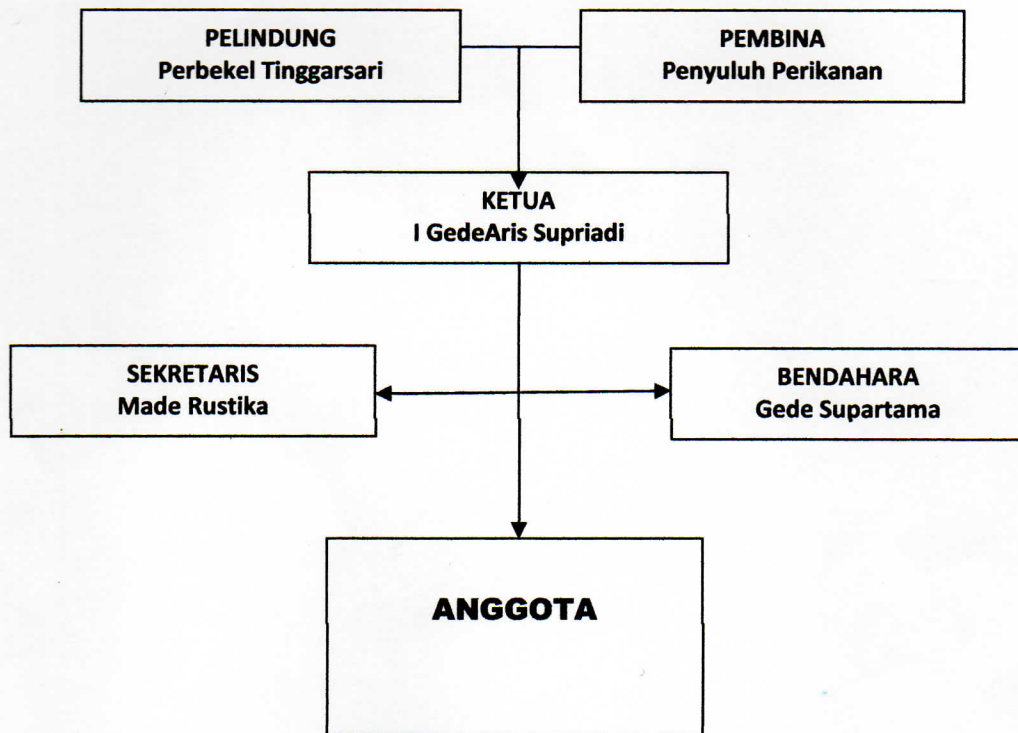 PELINDUNG
Perbekel Tinggarsari
PEMBINA
Penyuluh Perikanan
KETUA
I GedeAris Supriadi
SEKRETARIS
Made Rustika
BENDAHARA
Gede Supartama
ANGGOTA